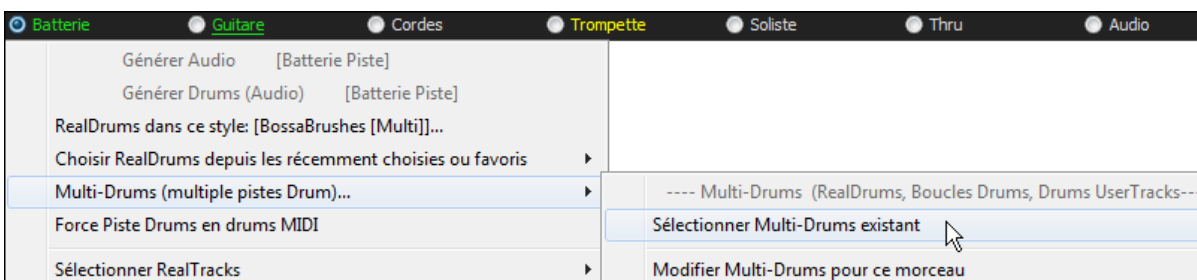 Batterie Guitare Cordes Trompette Soliste Thru Audio
Générer Audio [Batterie Piste]
Générer Drums (Audio) [Batterie Piste]
RealDrums dans ce style: [BossaBrushes [Multi]]...
Choisir RealDrums depuis les récemment choisies ou favoris
Multi-Drums (multiple pistes Drum)...
Force Piste Drums en drums MIDI
Sélectionner RealTracks
---- Multi-Drums (RealDrums, Boucles Drums, Drums UserTracks---
Sélectionner Multi-Drums existant
Modifier Multi-Drums pour ce morceau